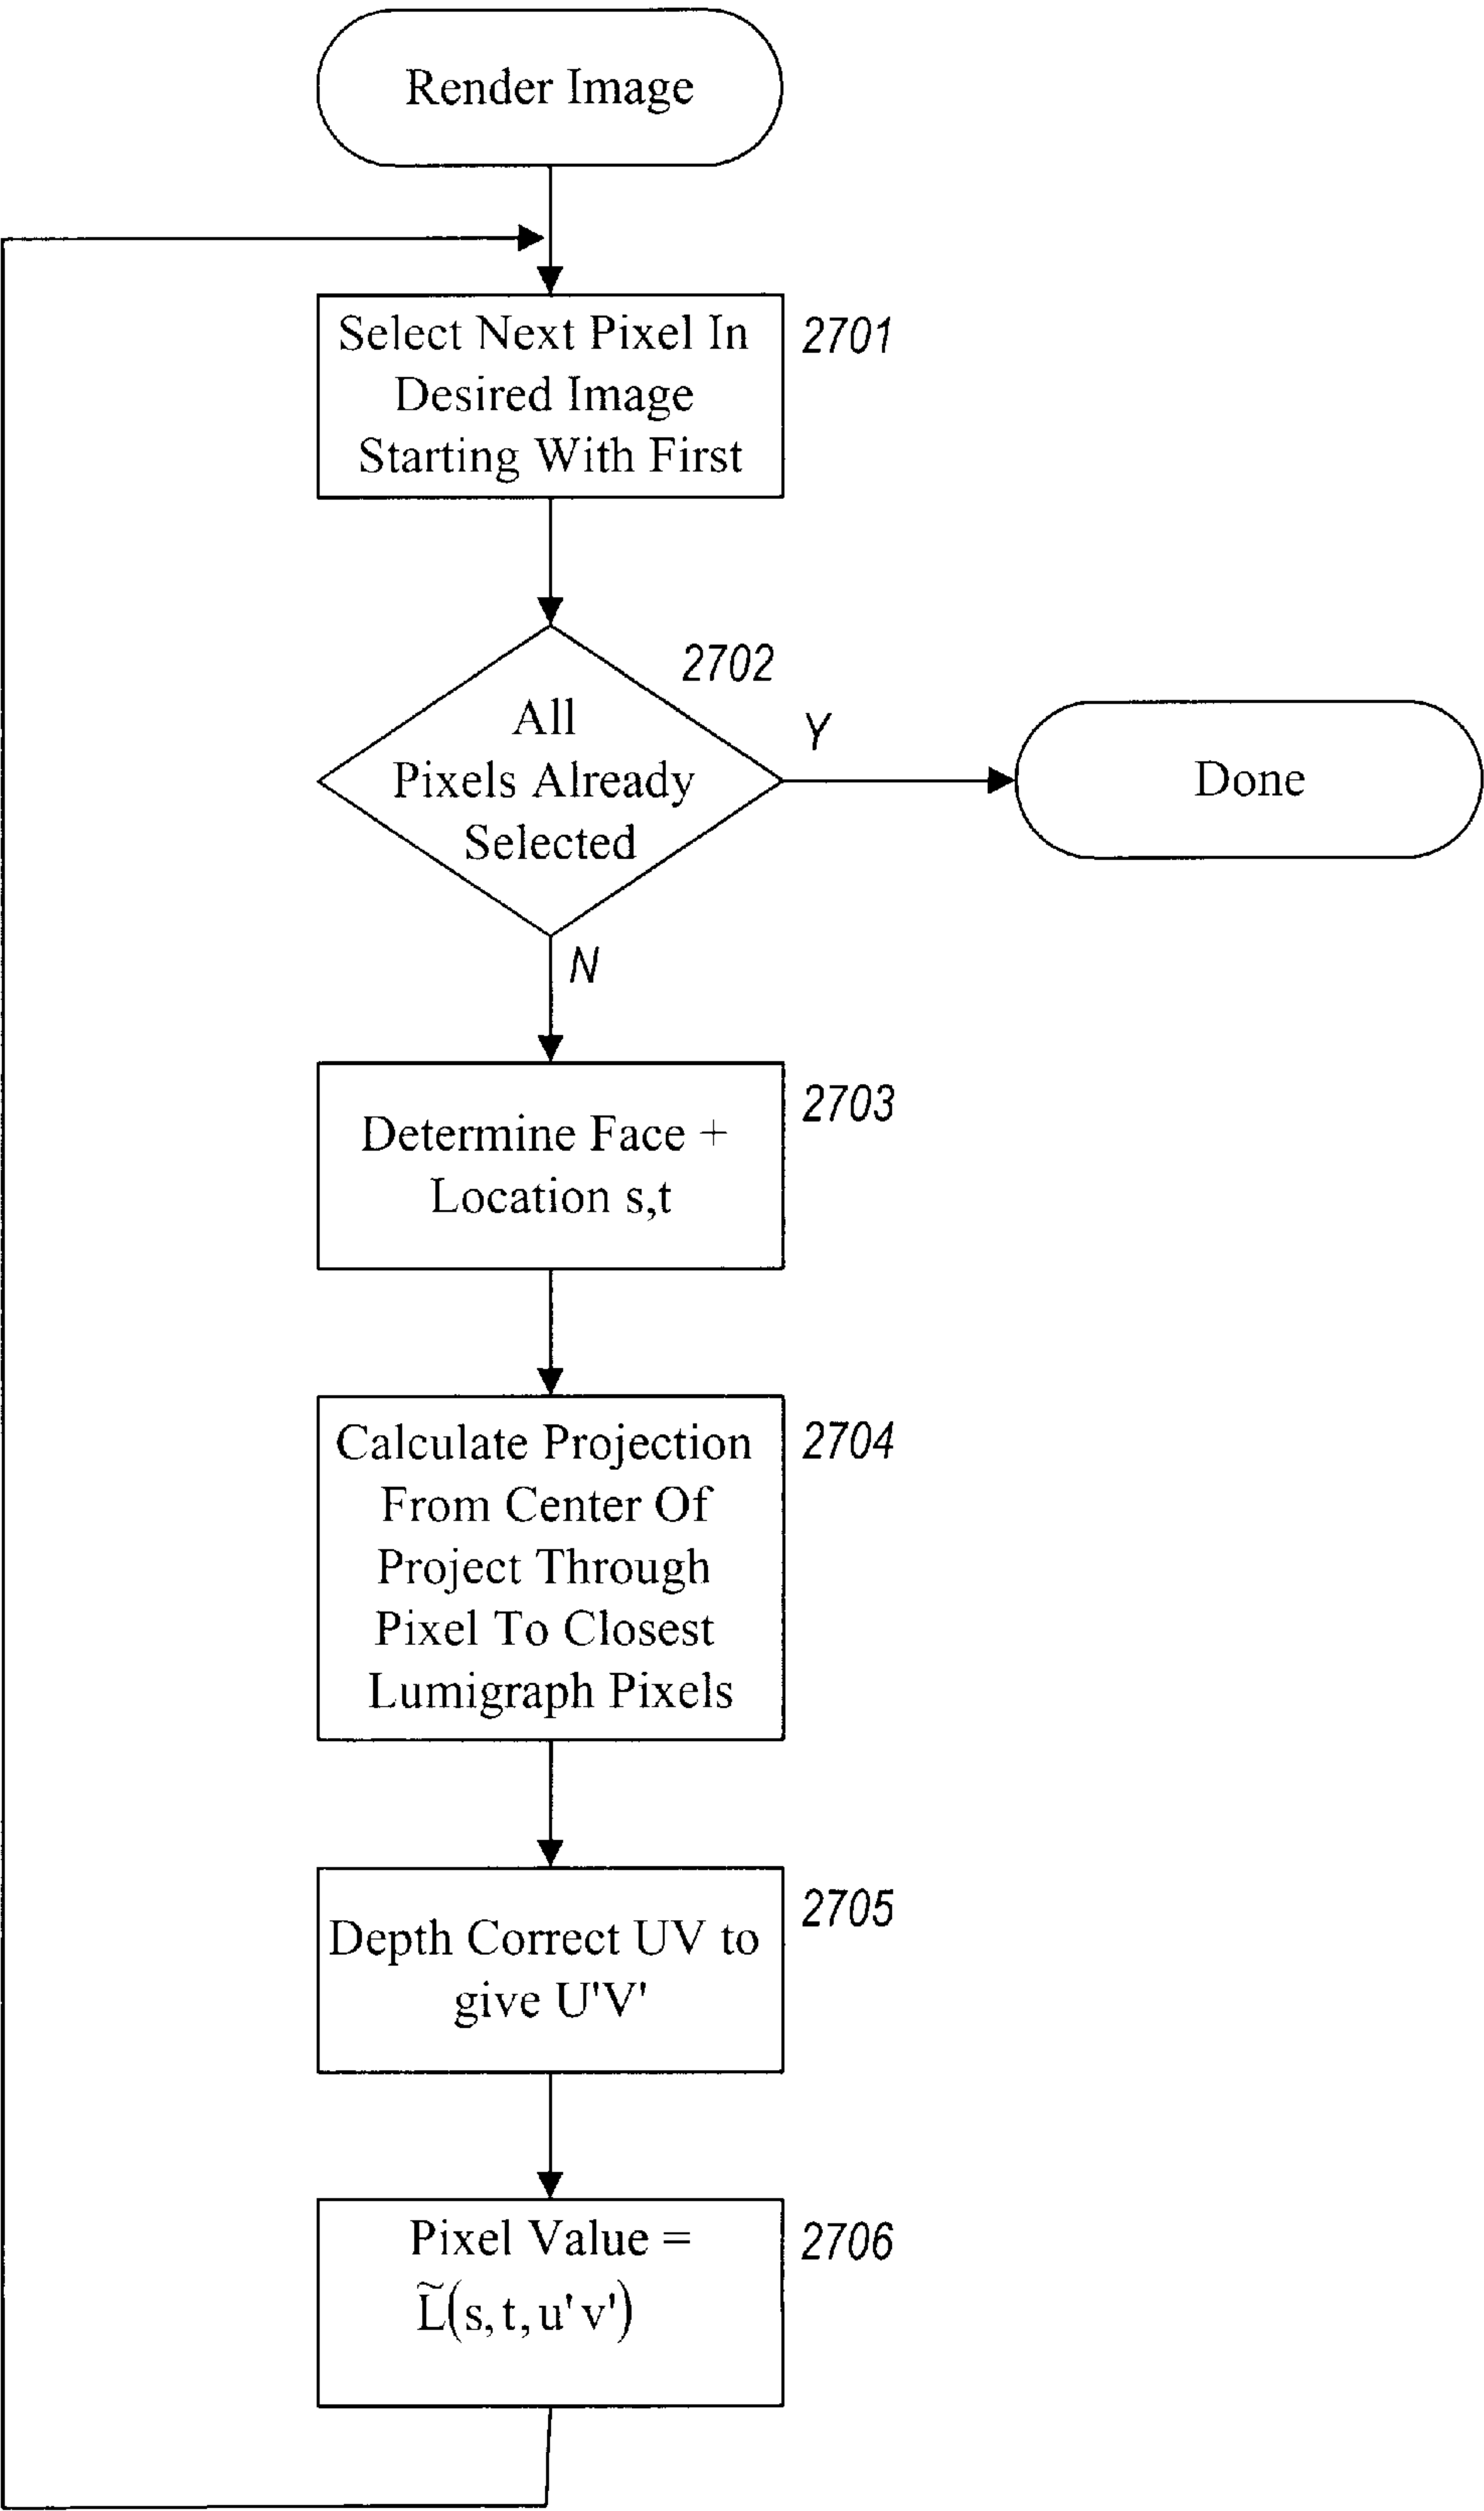 Render Image
Select Next Pixel In
Desired Image
Starting With First
2701
2702
All
Pixels Already
Selected
Y
Done
N
Determine Face +
Location s,t
2703
Calculate Projection
From Center Of
Project Through
Pixel To Closest
Lumigraph Pixels
2704
Depth Correct UV to
give U'V'
2705
Pixel Value =
L̃(s,t,u'v')
2706